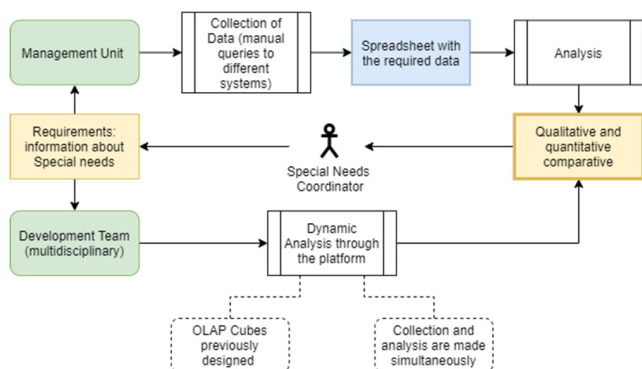 Management Unit
Collection of
Data (manual
queries to
different
systems)
Spreadsheet with
the required data
Analysis
Requirements:
information about
Special needs
Special Needs
Coordinator
Qualitative and
quantitative
comparative
Development Team
(multidisciplinary)
Dynamic
Analysis through
the platform
OLAP Cubes
previously
designed
Collection and
analysis are made
simultaneously